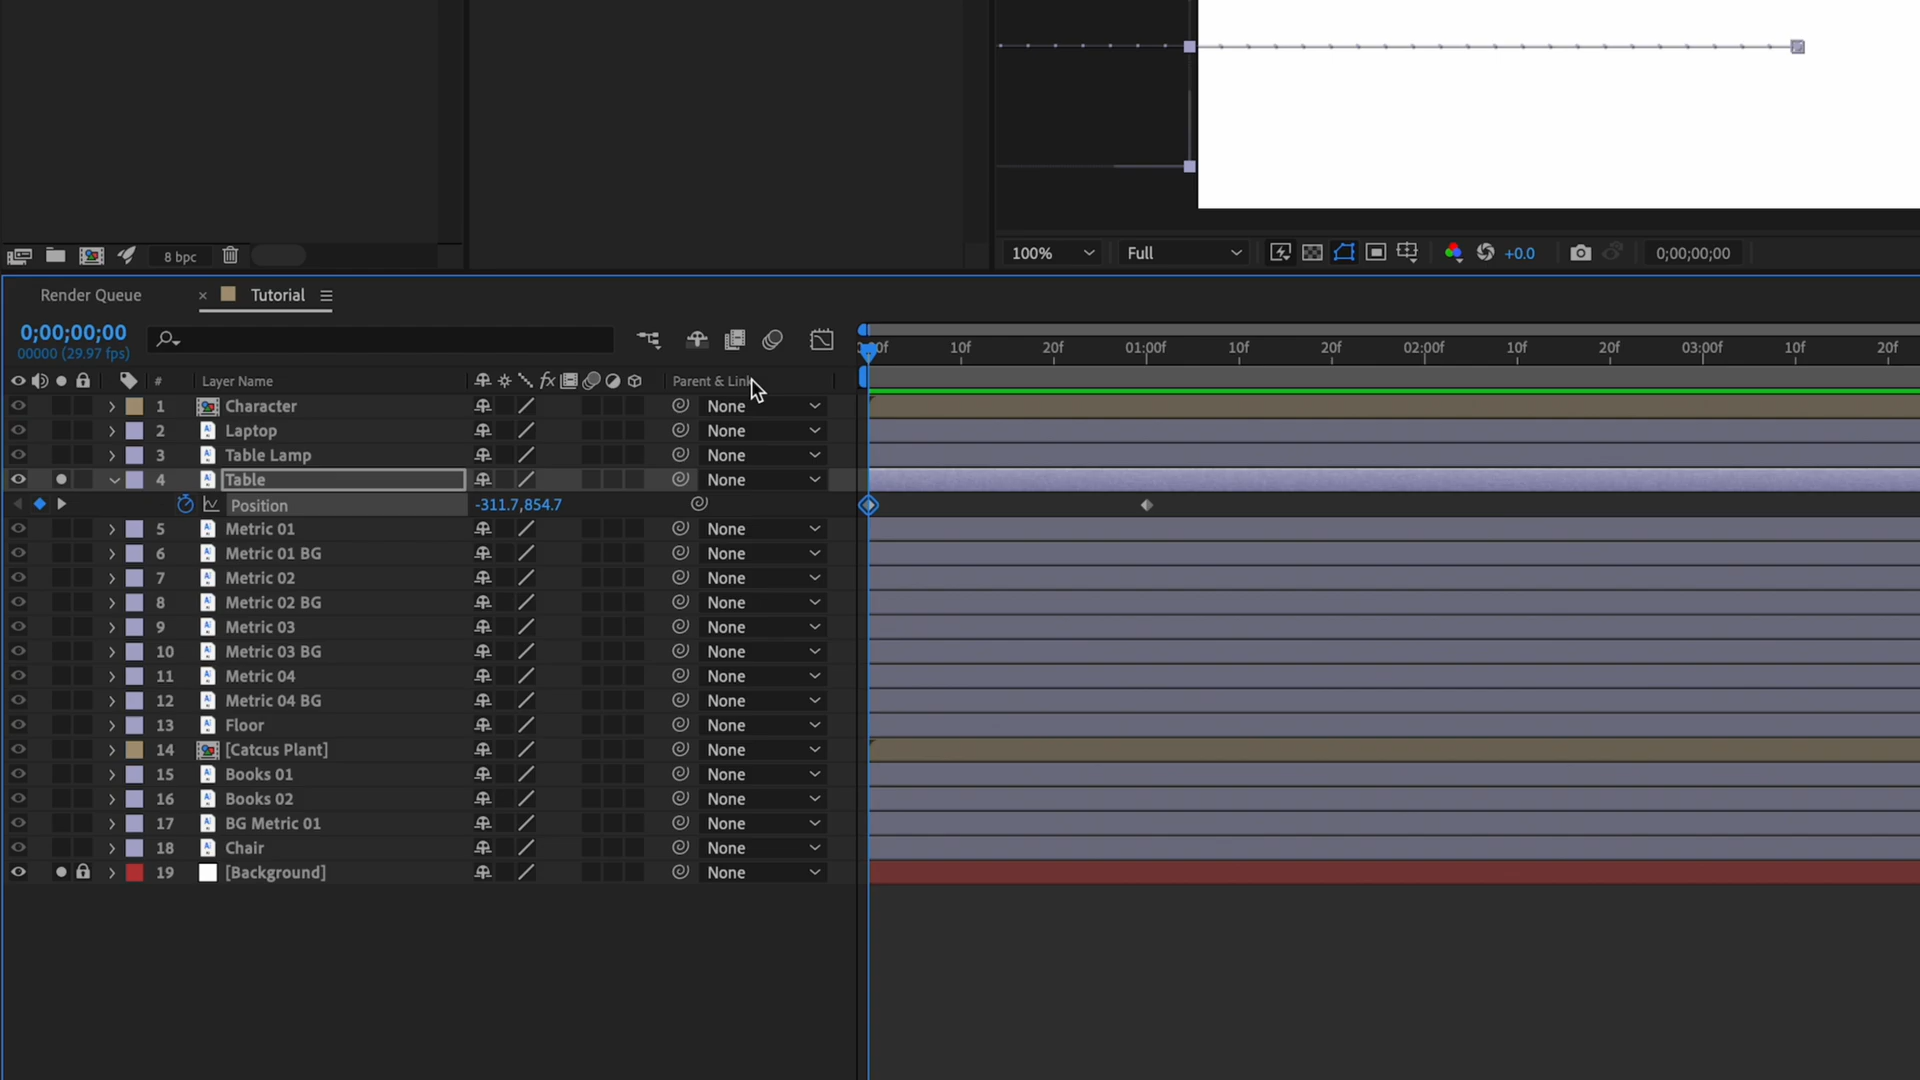 8 bpc
100%
Full
+0.0
0;00;00;00
Render Queue
Tutorial
0;00;00;00
00000 (29.97 fps)
10f
20f
01:00f
10f
20f
02:00f
10f
20f
03:00f
10f
20f
#
Layer Name
fx
Parent & Link
1 Character None
2 Laptop None
3 Table Lamp None
4 Table None
Position -311.7,854.7
5 Metric 01 None
6 Metric 01 BG None
7 Metric 02 None
8 Metric 02 BG None
9 Metric 03 None
10 Metric 03 BG None
11 Metric 04 None
12 Metric 04 BG None
13 Floor None
14 [Catcus Plant] None
15 Books 01 None
16 Books 02 None
17 BG Metric 01 None
18 Chair None
19 [Background] None